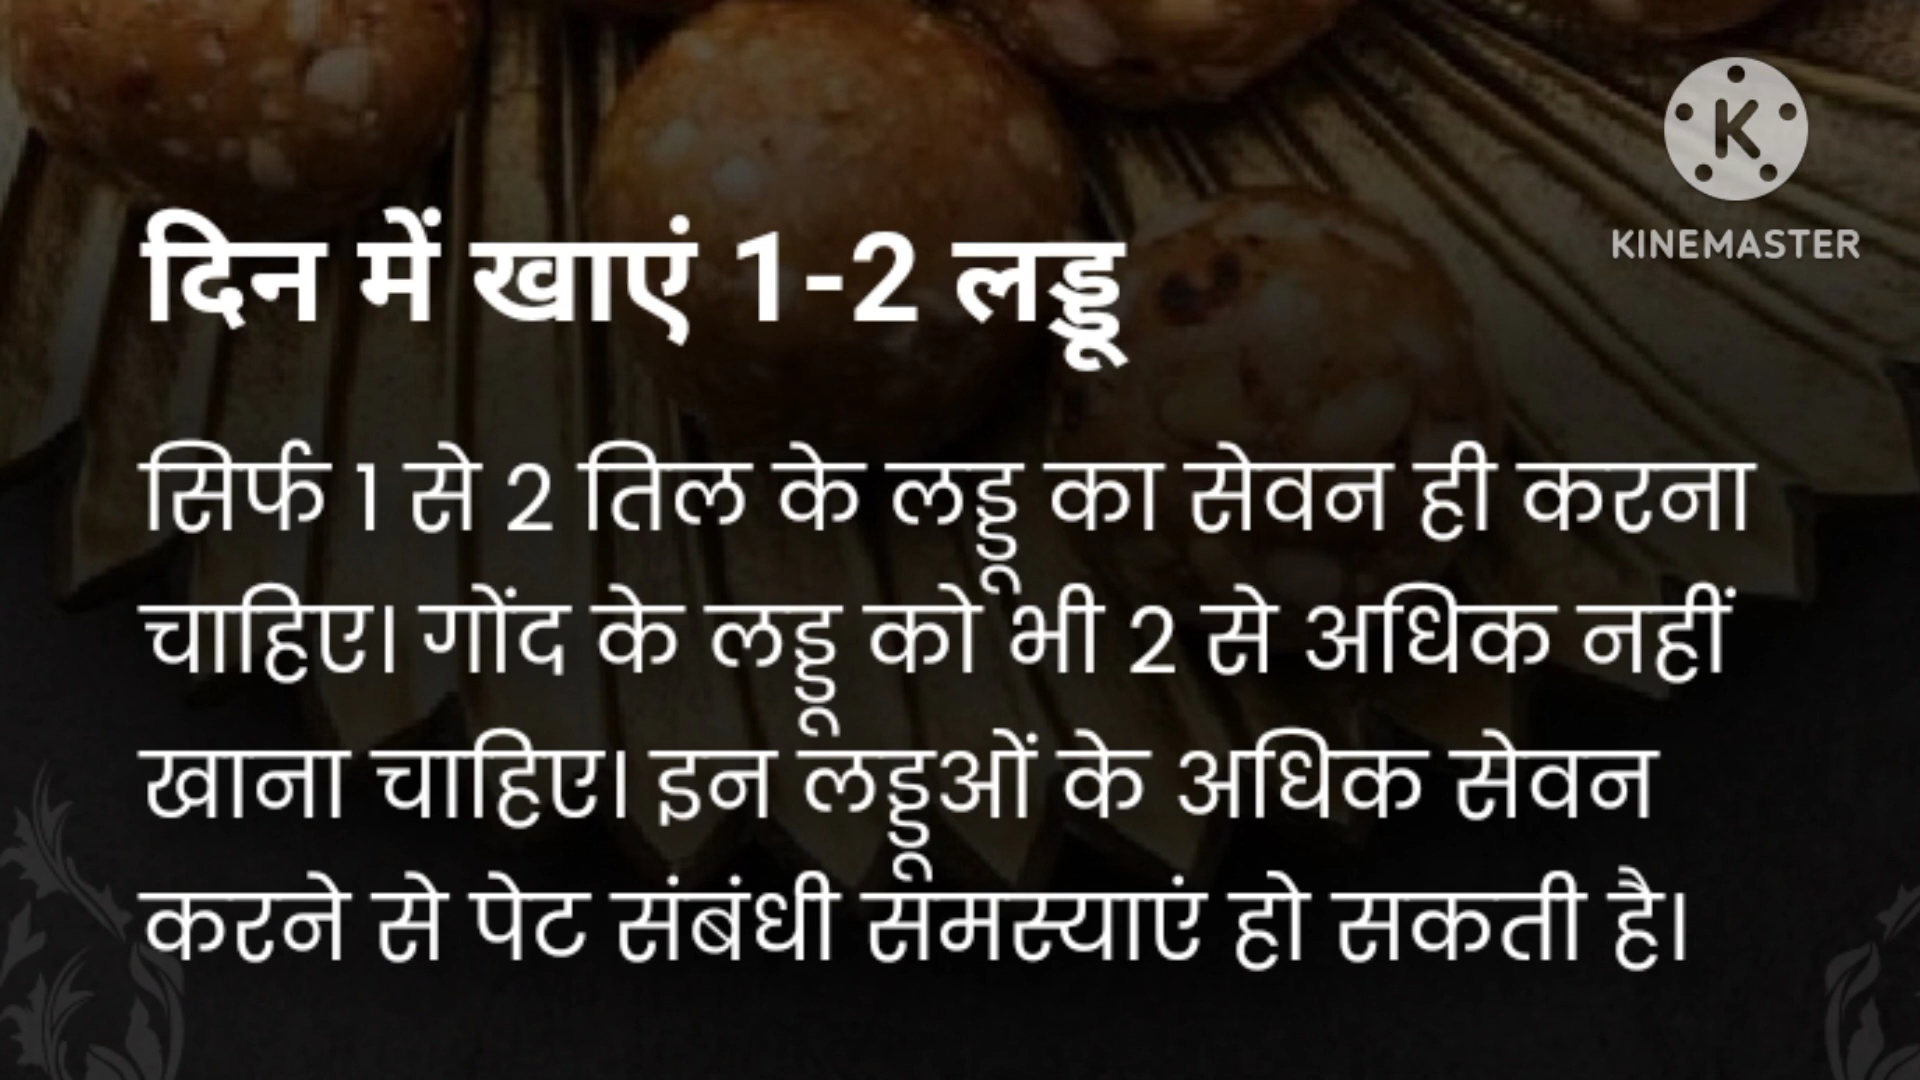 K
KINEMASTER
दिन में खाएं 1-2 लड्डू
सिर्फ 1 से 2 तिल के लड्डू का सेवन ही करना
चाहिए। गोंद के लड्डू को भी 2 से अधिक नहीं
खाना चाहिए। इन लड्डूओं के अधिक सेवन
करने से पेट संबंधी समस्याएं हो सकती है।